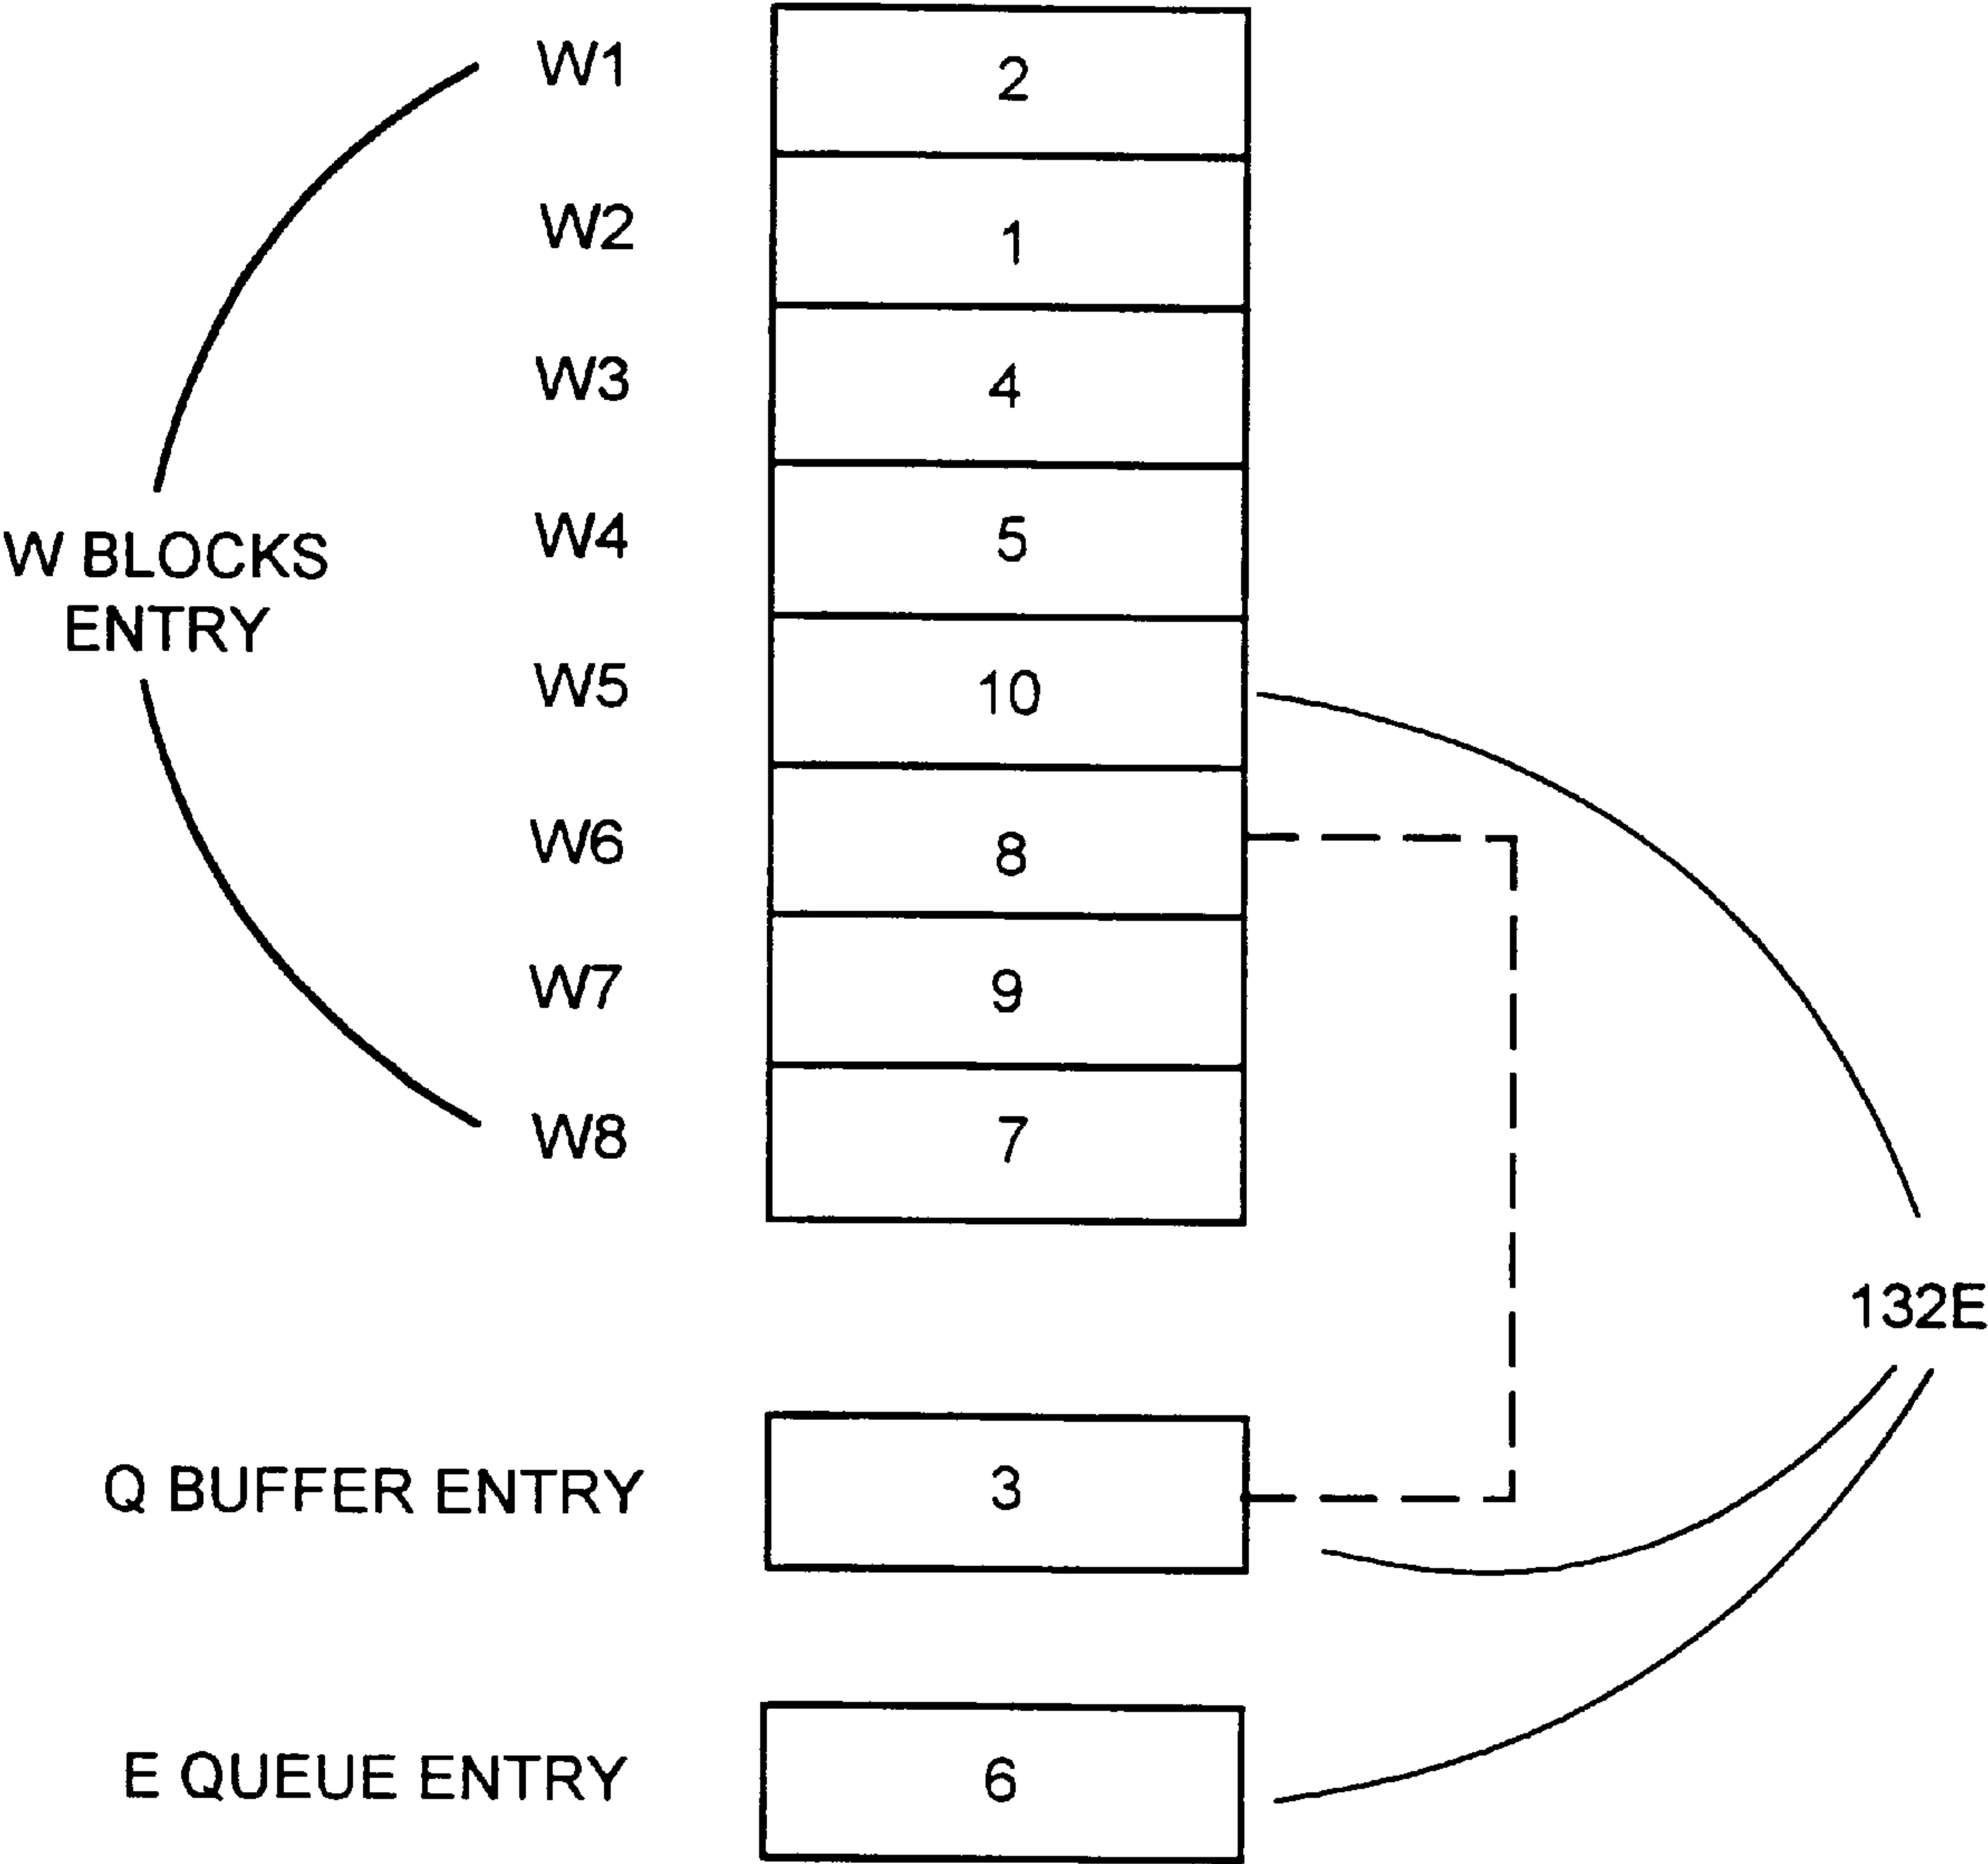 W1 2
W2 1
W3 4
W4 5
W BLOCKS
ENTRY
W5 10
W6 8
W7 9
W8 7
132E
Q BUFFER ENTRY 3
E QUEUE ENTRY 6